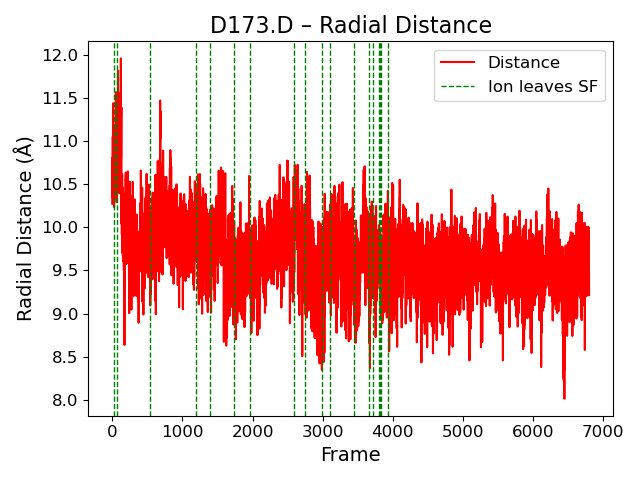 D173.D – Radial Distance
12.0
11.5
11.0
10.5
10.0
9.5
9.0
8.5
8.0
Radial Distance (Å)
Distance
Ion leaves SF
0 1000 2000 3000 4000 5000 6000 7000
Frame